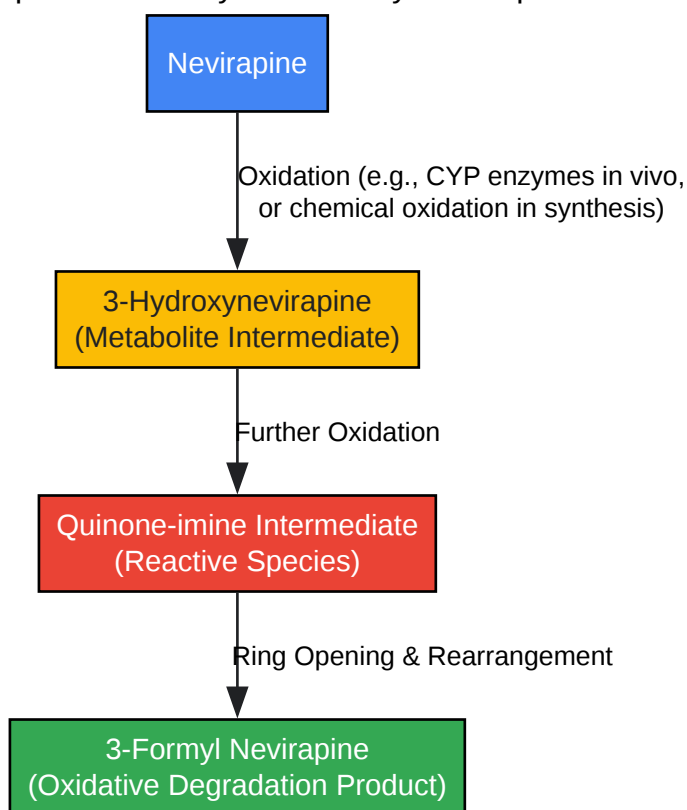 Nevirapine
Oxidation (e.g., CYP enzymes in vivo,
or chemical oxidation in synthesis)
3-Hydroxynevirapine
(Metabolite Intermediate)
Further Oxidation
Quinone-imine Intermediate
(Reactive Species)
Ring Opening & Rearrangement
3-Formyl Nevirapine
(Oxidative Degradation Product)